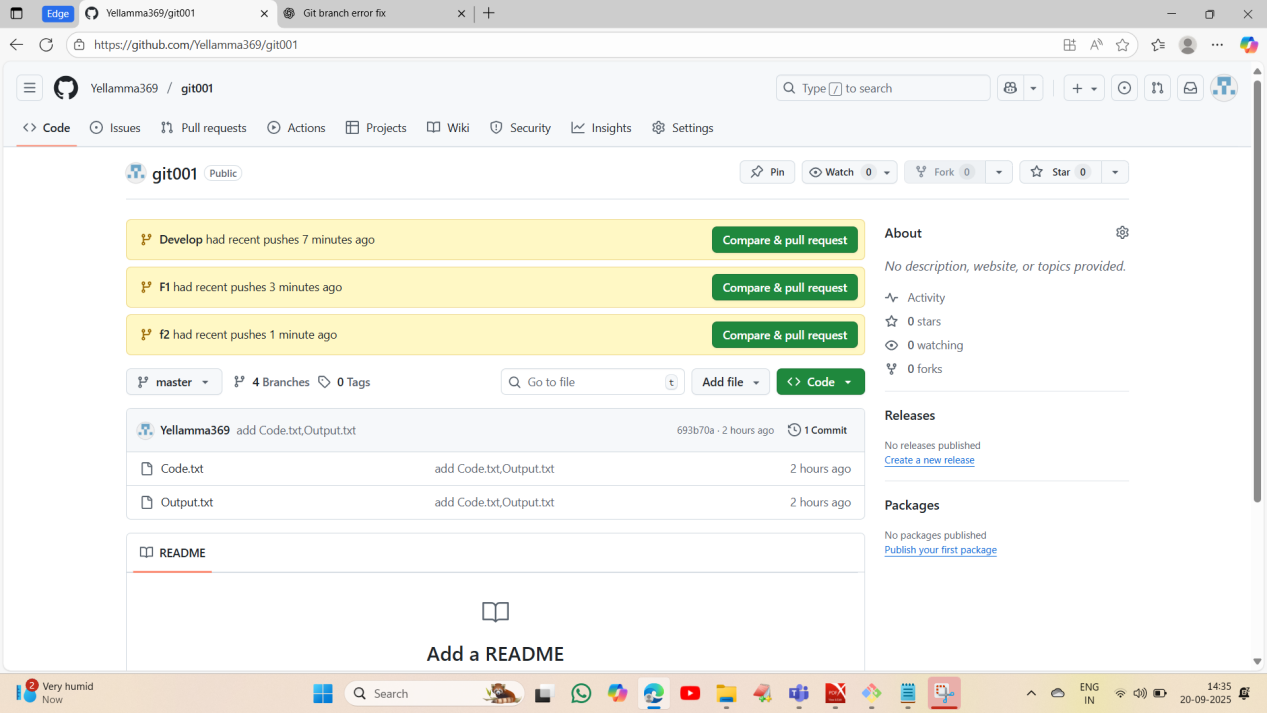 Edge
Yellamma369/git001
Git branch error fix
https://github.com/Yellamma369/git001
Yellamma369 / git001
Type / to search
Code
Issues
Pull requests
Actions
Projects
Wiki
Security
Insights
Settings
git001 Public
Pin
Watch 0
Fork 0
Star 0
Develop had recent pushes 7 minutes ago
Compare & pull request
F1 had recent pushes 3 minutes ago
Compare & pull request
f2 had recent pushes 1 minute ago
Compare & pull request
master
4 Branches
0 Tags
Go to file t
Add file
Code
Yellamma369 add Code.txt,Output.txt 693b70a · 2 hours ago 1 Commit
Code.txt add Code.txt,Output.txt 2 hours ago
Output.txt add Code.txt,Output.txt 2 hours ago
README
Add a README
About
No description, website, or topics provided.
Activity
0 stars
0 watching
0 forks
Releases
No releases published
Create a new release
Packages
No packages published
Publish your first package
2
Very humid
Now
Search
ENG
IN
14:35
20-09-2025